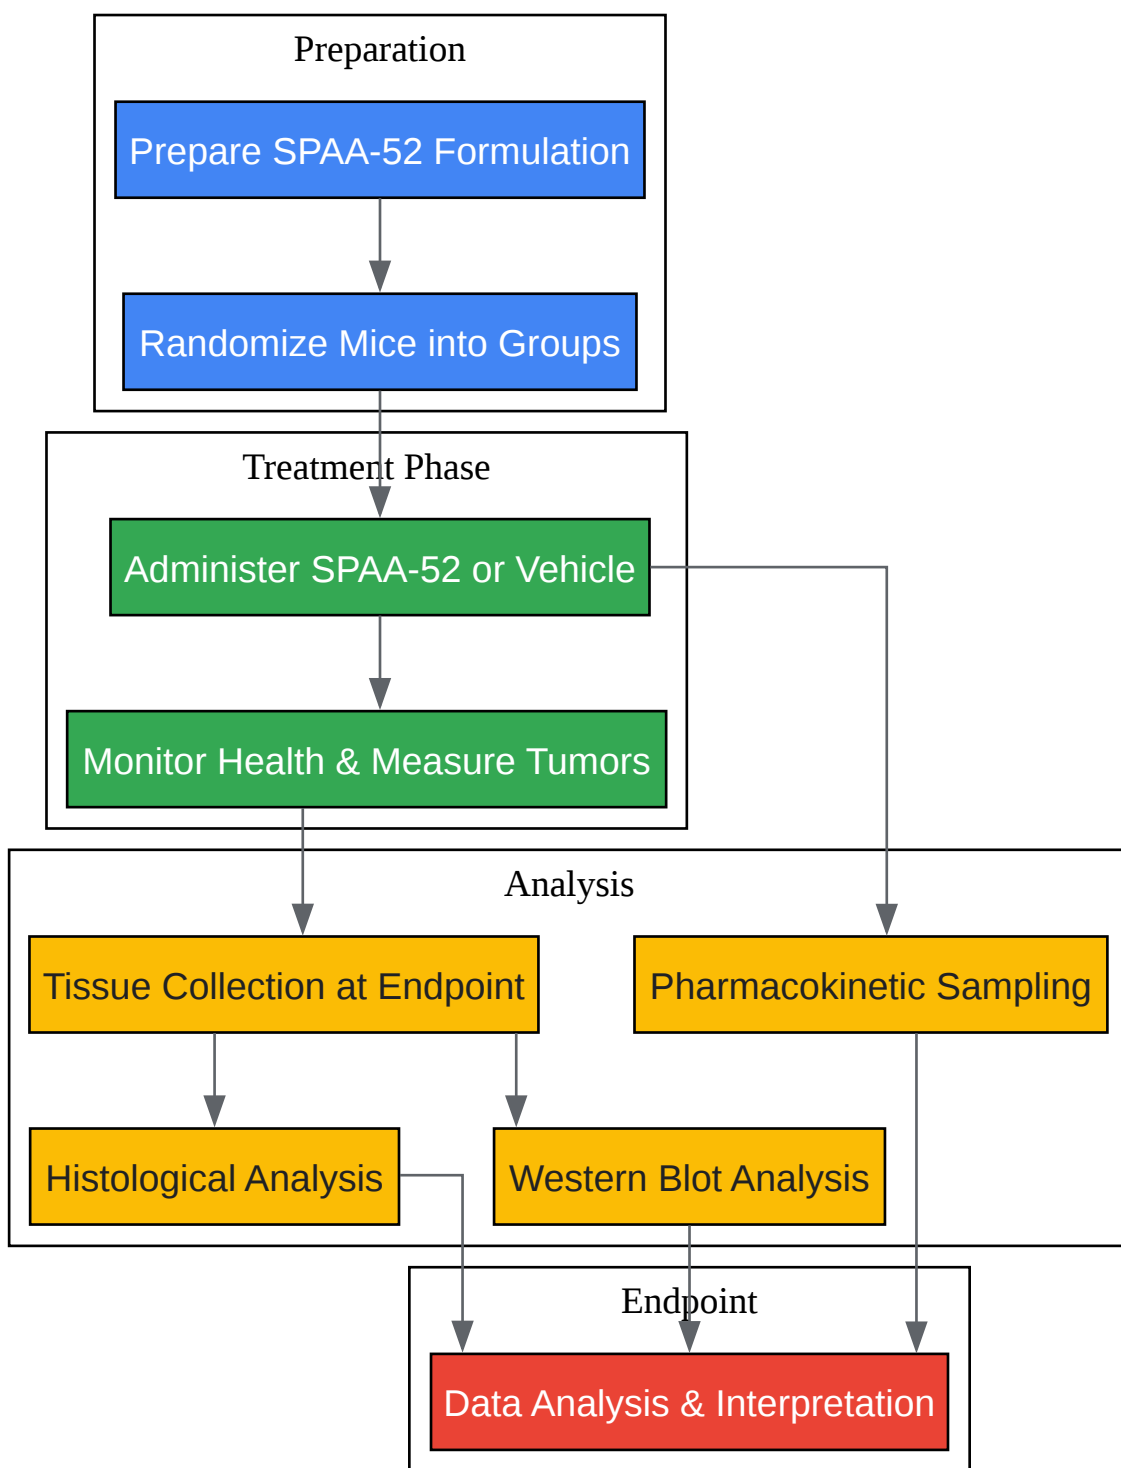 Preparation
Prepare SPAA-52 Formulation
Randomize Mice into Groups
Treatment Phase
Administer SPAA-52 or Vehicle
Monitor Health & Measure Tumors
Analysis
Tissue Collection at Endpoint
Pharmacokinetic Sampling
Histological Analysis
Western Blot Analysis
Endpoint
Data Analysis & Interpretation